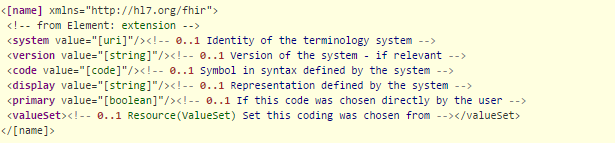 <[name] xmlns="http://hl7.org/fhir">
<!-- from Element: extension -->
<system value="[uri]"/><!-- 0..1 Identity of the terminology system -->
<version value="[string]"/><!-- 0..1 Version of the system - if relevant -->
<code value="[code]"/><!-- 0..1 Symbol in syntax defined by the system -->
<display value="[string]"/><!-- 0..1 Representation defined by the system -->
<primary value="[boolean]"/><!-- 0..1 If this code was chosen directly by the user -->
<valueSet><!-- 0..1 Resource(ValueSet) Set this coding was chosen from --></valueSet>
</[name]>